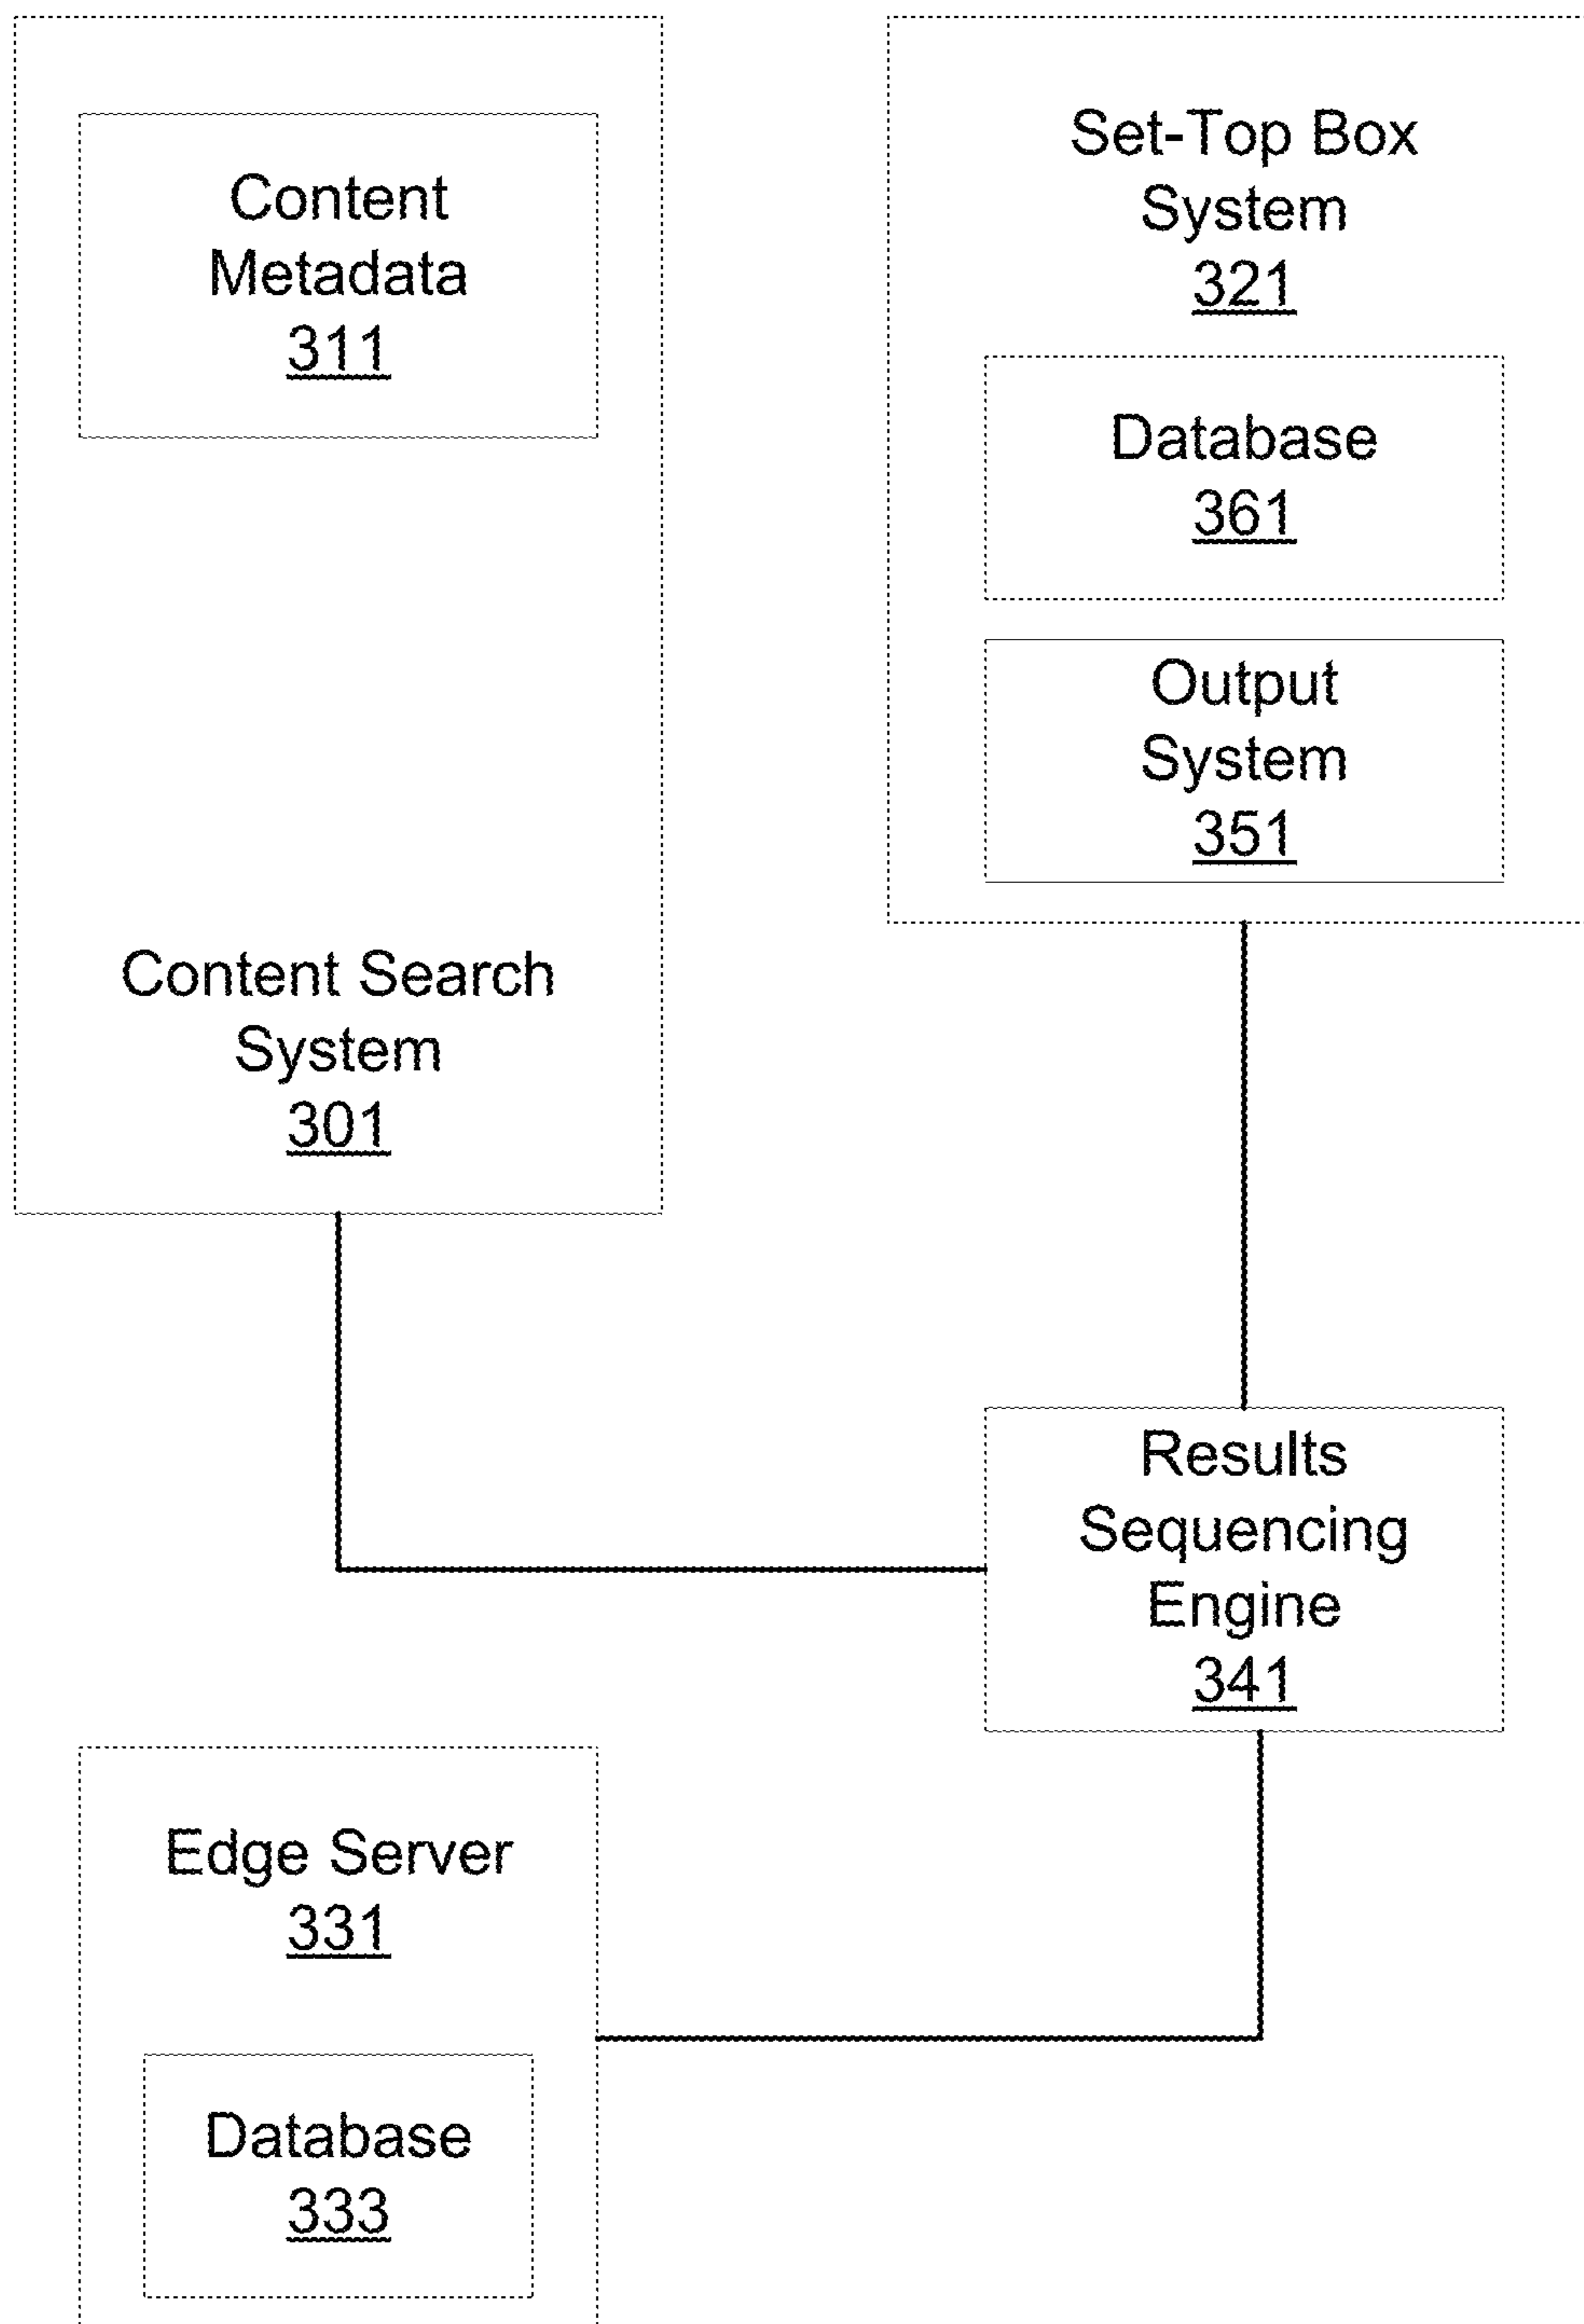 Content
Metadata
311
Content Search
System
301
Set-Top Box
System
321
Database
361
Output
System
351
Results
Sequencing
Engine
341
Edge Server
331
Database
333